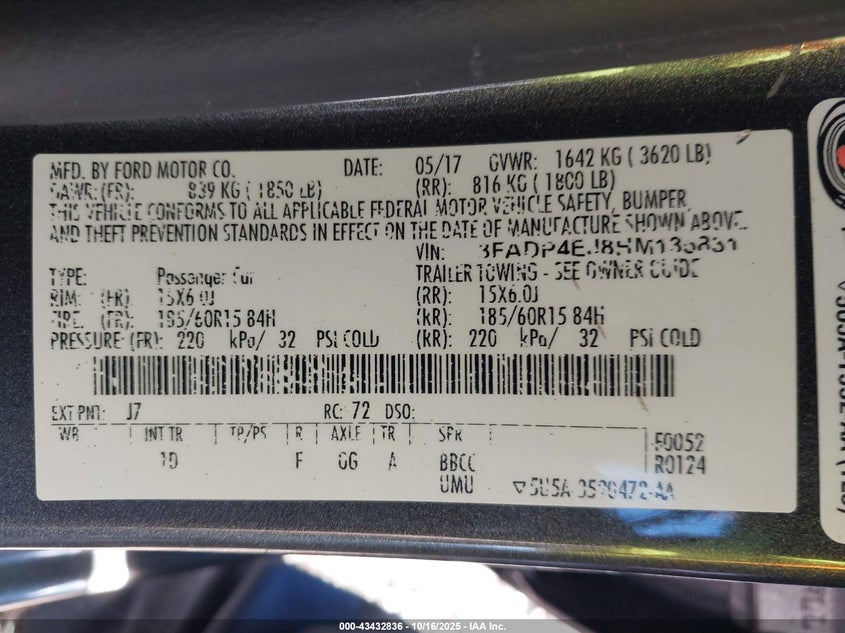 MFD. BY FORD MOTOR CO. DATE: 05/17 GVWR: 1642 KG ( 3620 LB)
GAWR: (FR): 839 KG ( 1850 LB) (RR): 816 KG ( 1800 LB)
THIS VEHICLE CONFORMS TO ALL APPLICABLE FEDERAL MOTOR VEHICLE SAFETY, BUMPER,
AND THEFT PREVENTION STANDARDS IN EFFECT ON THE DATE OF MANUFACTURE SHOWN ABOVE.
VIN:
TYPE: Passenger Car TRAILER TOWING - SEE OWNER GUIDE
RIM: (FR): 15X6.0J (RR): 15X6.0J
TIRE: (FR): 185/60R15 84H (RR): 185/60R15 84H
PRESSURE: (FR): 220 kPa/ 32 PSI COLD (RR): 220 kPa/ 32 PSI COLD
EXT PNT: J7 RC: 72 DSO:
WB INT TR TP/PS R AXLE TR SPR F0052
1D F GG A BBCC R0124
UMU
000-43432836 - 10/16/2025 - IAA Inc.